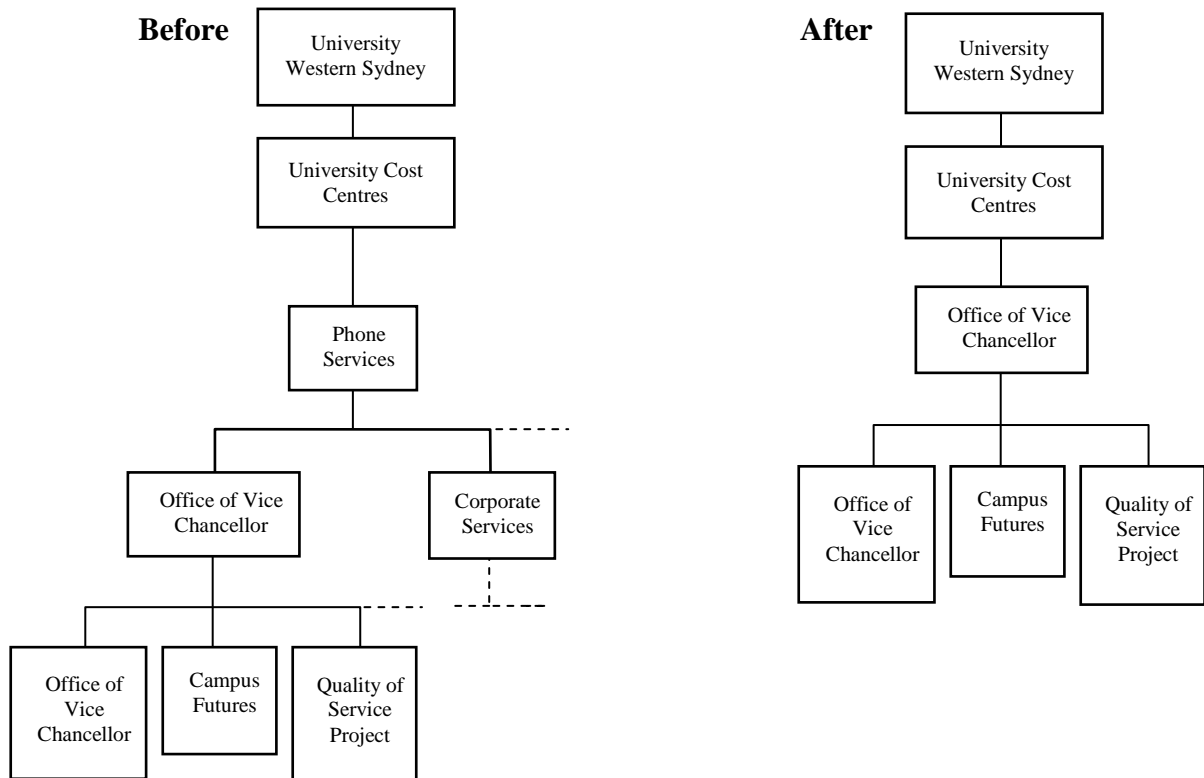 Before
University
Western Sydney
University Cost
Centres
Phone
Services
Office of Vice
Chancellor
Corporate
Services
Office of
Vice
Chancellor
Campus
Futures
Quality of
Service
Project
After
University
Western Sydney
University Cost
Centres
Office of Vice
Chancellor
Office of
Vice
Chancellor
Campus
Futures
Quality of
Service
Project